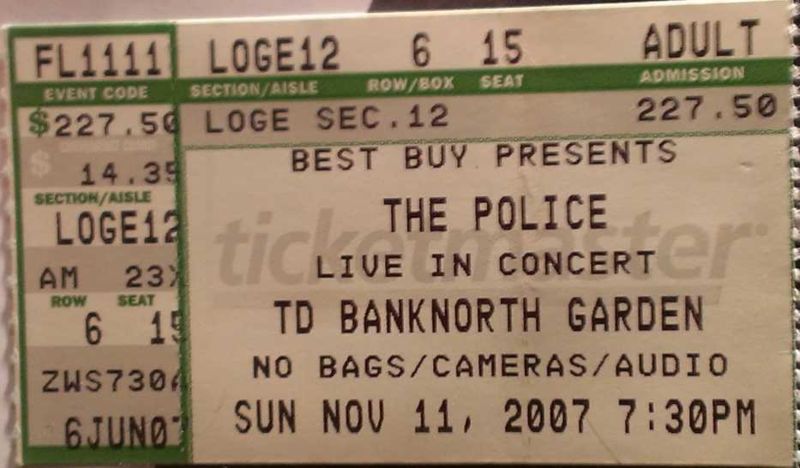 FL1111 LOGE12 6 15 ADULT
EVENT CODE SECTION/AISLE ROW/BOX SEAT ADMISSION
$227.50 LOGE SEC.12 227.50
$ 14.35
BEST BUY PRESENTS
SECTION/AISLE
LOGE12
THE POLICE
ticketmaster
AM 23X
LIVE IN CONCERT
ROW SEAT
6 15
TD BANKNORTH GARDEN
ZWS730
NO BAGS/CAMERAS/AUDIO
6JUN07
SUN NOV 11, 2007 7:30PM